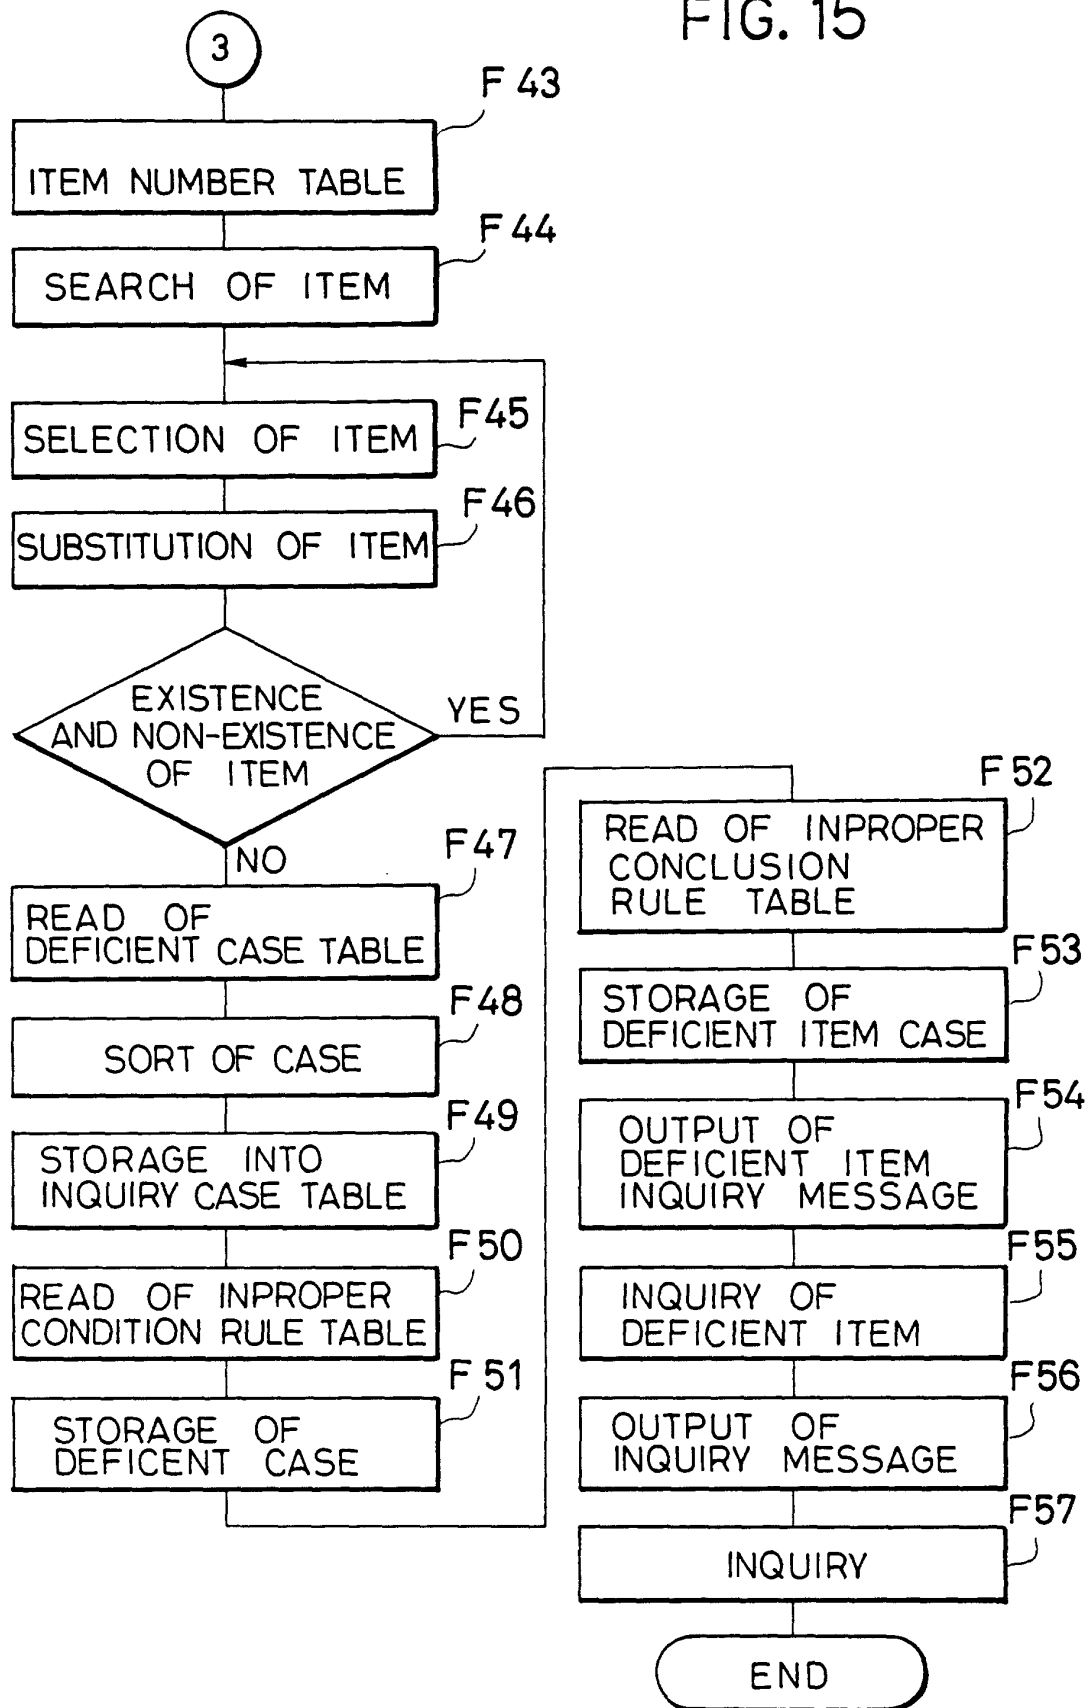 FIG. 15
3
F 43
ITEM NUMBER TABLE
F 44
SEARCH OF ITEM
F45
SELECTION OF ITEM
F46
SUBSTITUTION OF ITEM
EXISTENCE
AND NON-EXISTENCE
OF ITEM
YES
NO
F47
READ OF
DEFICIENT CASE TABLE
F48
SORT OF CASE
F49
STORAGE INTO
INQUIRY CASE TABLE
F50
READ OF INPROPER
CONDITION RULE TABLE
F 51
STORAGE OF
DEFICENT CASE
F 52
READ OF INPROPER
CONCLUSION
RULE TABLE
F53
STORAGE OF
DEFICIENT ITEM CASE
F54
OUTPUT OF
DEFICIENT ITEM
INQUIRY MESSAGE
F55
INQUIRY OF
DEFICIENT ITEM
F56
OUTPUT OF
INQUIRY MESSAGE
F57
INQUIRY
END